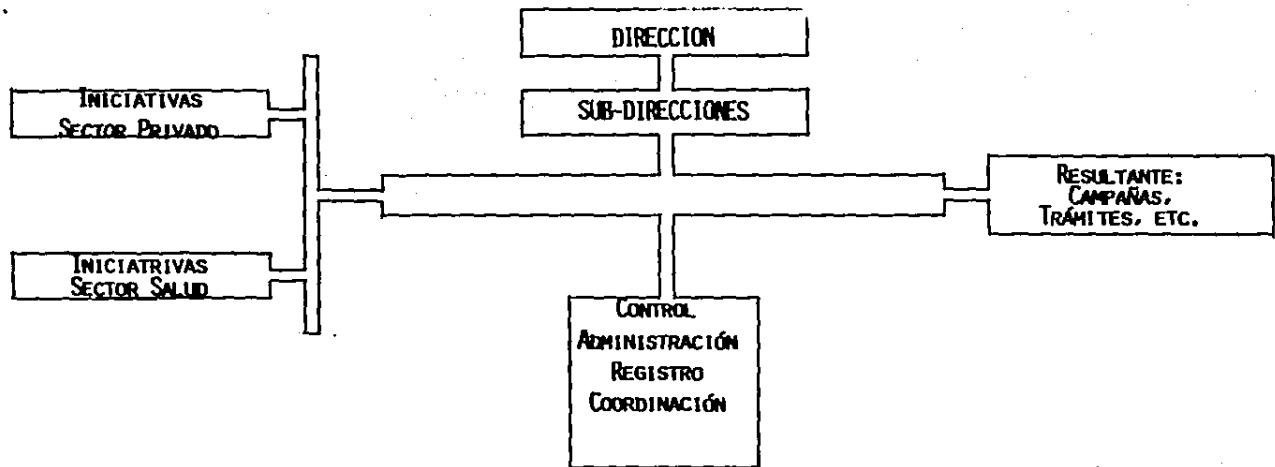 DIRECCION
SUB-DIRECCIONES
INICIATIVAS
SECTOR PRIVADO
RESULTANTE:
CAMPAÑAS,
TRÁMITES, ETC.
INICIATRIVAS
SECTOR SALUD
CONTROL
ADMINISTRACIÓN
REGISTRO
COORDINACIÓN